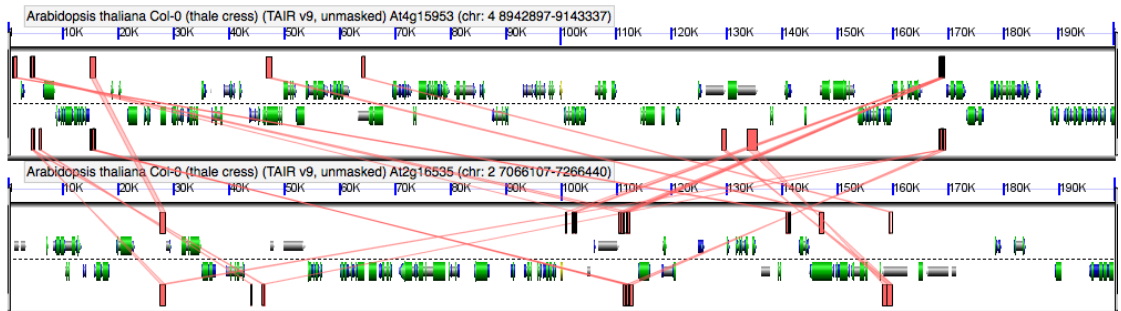 Arabidopsis thaliana Col-0 (thale cress) (TAIR v9, unmasked) At4g15953 (chr: 4 8942897-9143337)
10K 20K 30K 40K 50K 60K 70K 80K 90K 100K 110K 120K 130K 140K 150K 160K 170K 180K 190K
Arabidopsis thaliana Col-0 (thale cress) (TAIR v9, unmasked) At2g16535 (chr: 2 7066107-7266440)
10K 20K 30K 40K 50K 60K 70K 80K 90K 100K 110K 120K 130K 140K 150K 160K 170K 180K 190K